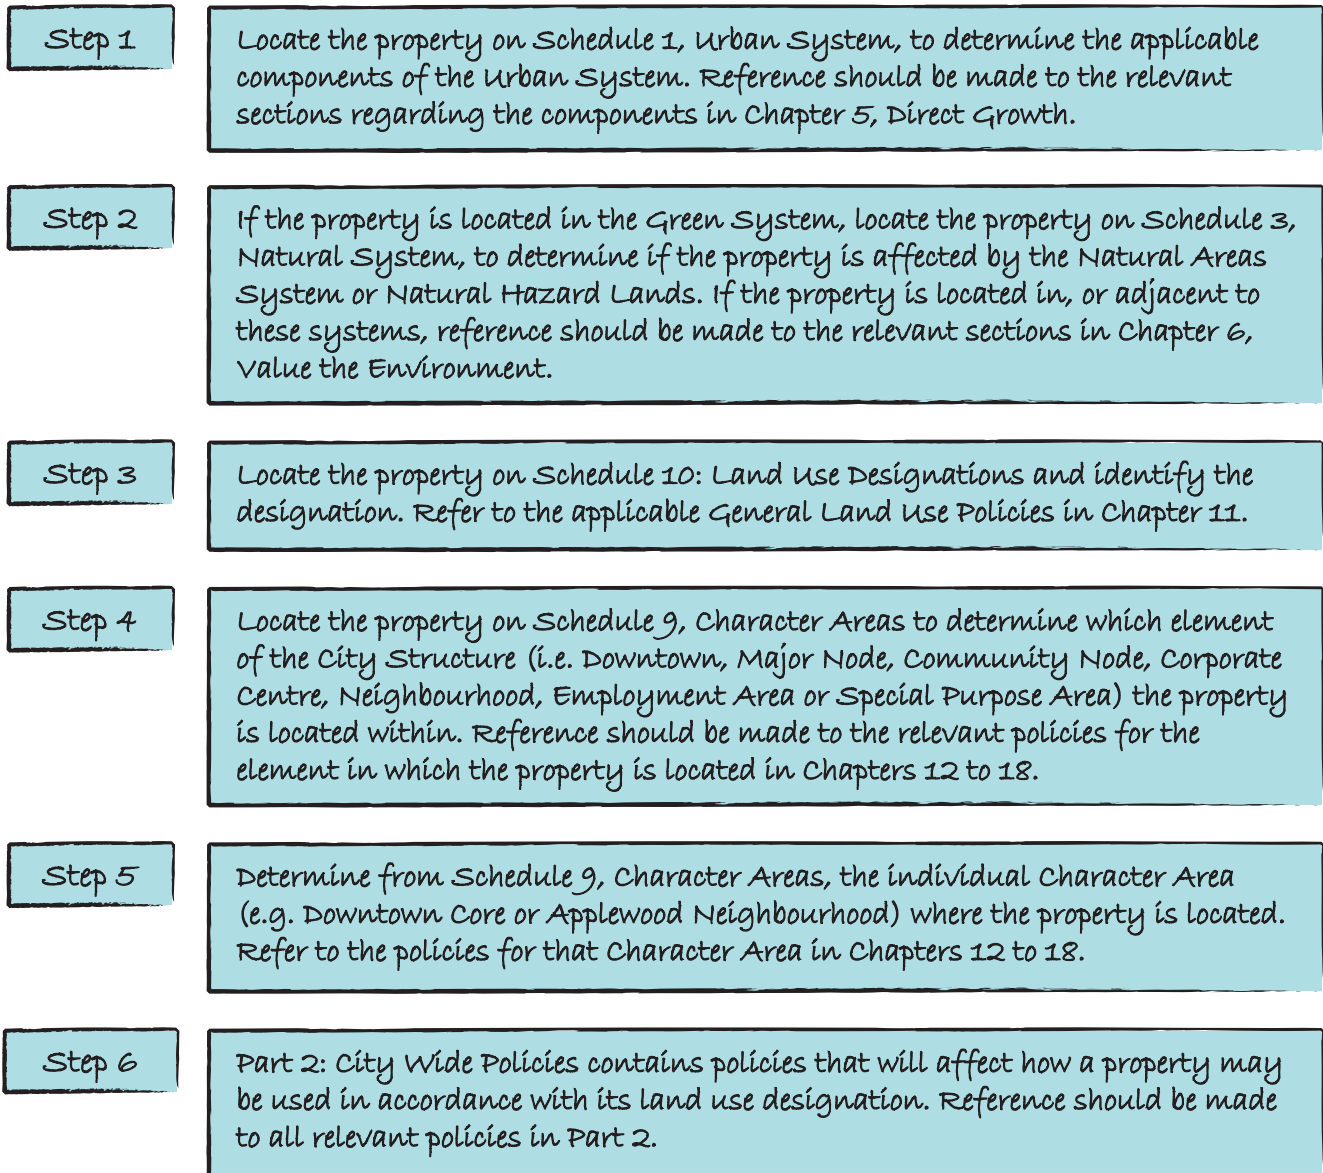 Step 1
Locate the property on Schedule 1, Urban System, to determine the applicable
components of the Urban System. Reference should be made to the relevant
sections regarding the components in Chapter 5, Direct Growth.
Step 2
If the property is located in the Green System, locate the property on Schedule 3,
Natural System, to determine if the property is affected by the Natural Areas
System or Natural Hazard Lands. If the property is located in, or adjacent to
these systems, reference should be made to the relevant sections in Chapter 6,
Value the Environment.
Step 3
Locate the property on Schedule 10: Land Use Designations and identify the
designation. Refer to the applicable General Land Use Policies in Chapter 11.
Step 4
Locate the property on Schedule 9, Character Areas to determine which element
of the City Structure (i.e. Downtown, Major Node, Community Node, Corporate
Centre, Neighbourhood, Employment Area or Special Purpose Area) the property
is located within. Reference should be made to the relevant policies for the
element in which the property is located in Chapters 12 to 18.
Step 5
Determine from Schedule 9, Character Areas, the individual Character Area
(e.g. Downtown Core or Applewood Neighbourhood) where the property is located.
Refer to the policies for that Character Area in Chapters 12 to 18.
Step 6
Part 2: City Wide Policies contains policies that will affect how a property may
be used in accordance with its land use designation. Reference should be made
to all relevant policies in Part 2.